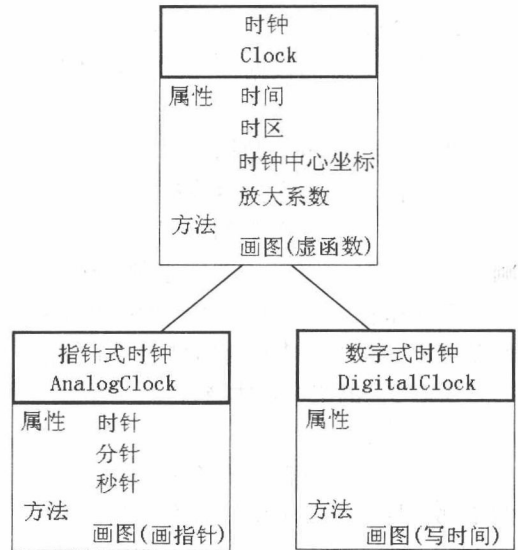 时钟
Clock
属性 时间
时区
时钟中心坐标
放大系数
方法
画图(虚函数)
指针式时钟
AnalogClock
属性 时针
分针
秒针
方法
画图(画指针)
数字式时钟
DigitalClock
属性
方法
画图(写时间)